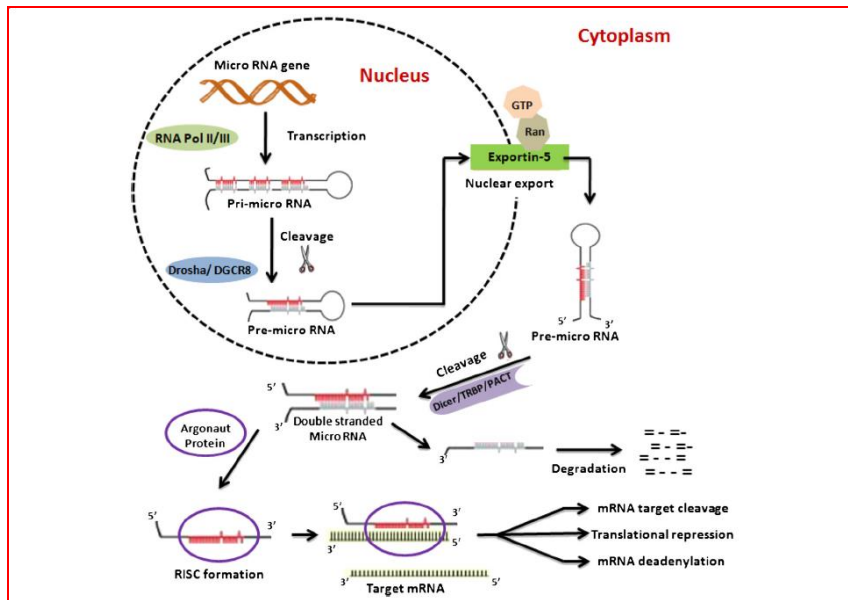 Cytoplasm
Micro RNA gene
Nucleus
GTP
Ran
RNA Pol II/III
Transcription
Exportin-5
Nuclear export
Pri-micro RNA
Cleavage
Drosha/ DGCR8
Pre-micro RNA
5’ 3’
Pre-micro RNA
Cleavage
Dicer/TRBP/PACT
5’
3’
Double stranded
Micro RNA
Argonaut
Protein
3’
Degradation
5’ 3’
RISC formation
5’ 3’
3’ 5’
mRNA target cleavage
Translational repression
mRNA deadenylation
3’ 5’
Target mRNA